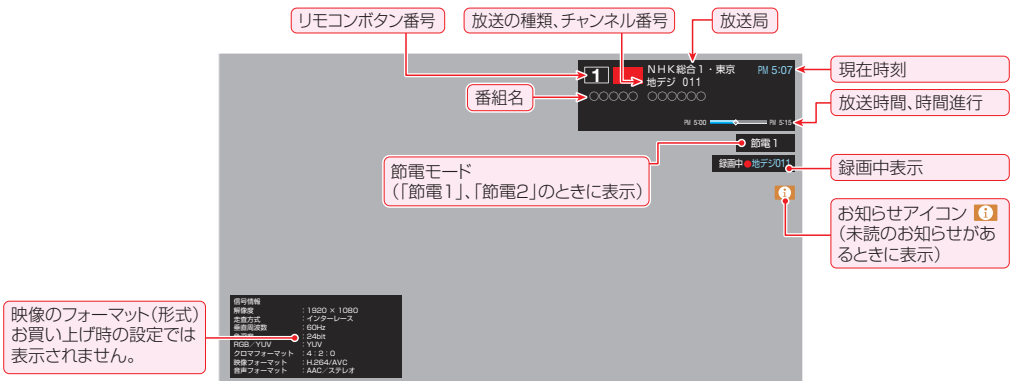 リモコンボタン番号
放送の種類、チャンネル番号
放送局
1
NHK総合1・東京
PM 5:07
地デジ 011
現在時刻
番組名
○○○○○ ○○○○○○
放送時間、時間進行
PM 5:00
PM 5:15
節電1
節電モード
(「節電1」、「節電2」のときに表示)
録画中●地デジ011
録画中表示
お知らせアイコン
(未読のお知らせがあ
るときに表示)
映像のフォーマット(形式)
お買い上げ時の設定では
表示されません。
信号情報
解像度 :1920 × 1080
走査方式 :インターレース
垂直周波数 :60Hz
:24bit
RGB/YUV :YUV
クロマフォーマット :4:2:0
映像フォーマット :H.264/AVC
音声フォーマット :AAC/ステレオ